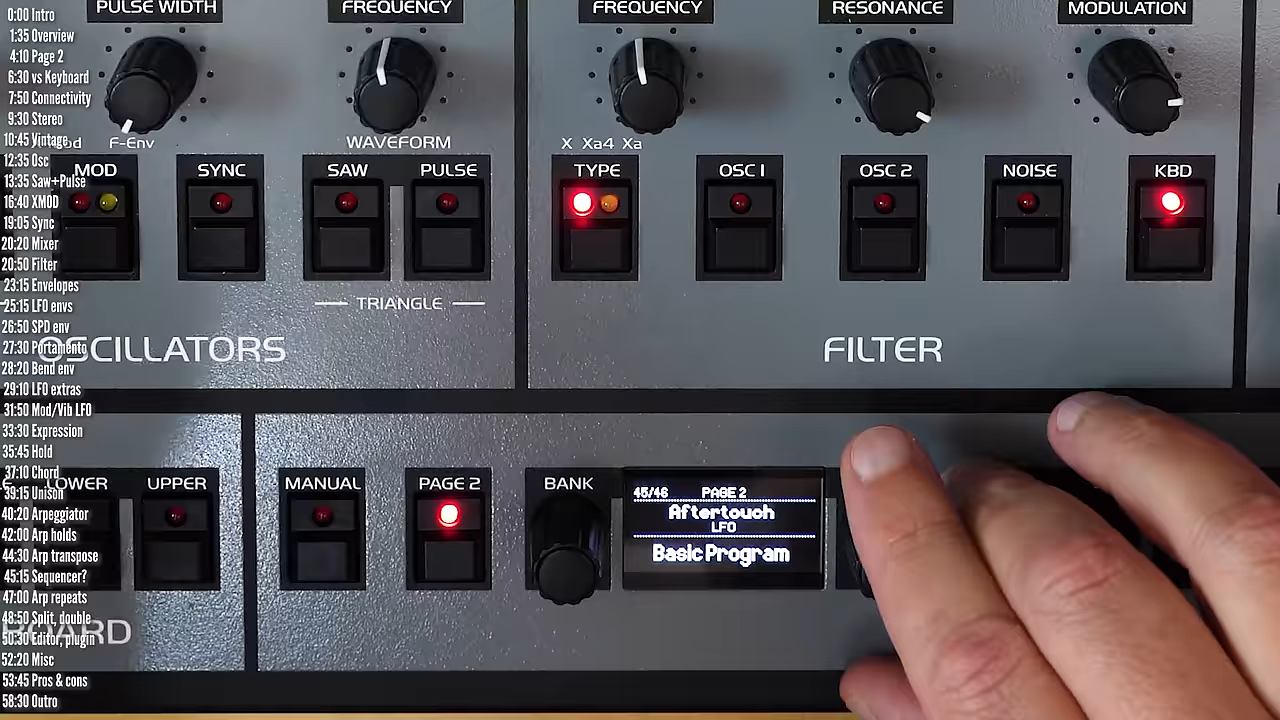 0:00 Intro
1:35 Overview
4:10 Page 2
6:30 vs Keyboard
7:50 Connectivity
9:30 Stereo
10:45 Vintage
12:35 Osc
13:35 Saw+Pulse
16:40 XMOD
19:05 Sync
20:20 Mixer
20:50 Filter
23:15 Envelopes
25:15 LFO envs
26:50 SPD env
27:30 Portamento
28:20 Bend env
29:10 LFO extras
31:50 Mod/Vib LFO
33:30 Expression
35:45 Hold
37:10 Chord
39:15 Unison
40:20 Arpeggiator
42:00 Arp holds
44:30 Arp transpose
45:15 Sequencer?
47:00 Arp repeats
48:50 Split, double
50:30 Editor, plugin
52:20 Misc
53:45 Pros & cons
58:30 Outro
PULSE WIDTH
FREQUENCY
FREQUENCY
RESONANCE
MODULATION
F-Env
WAVEFORM
X Xa4 Xa
MOD
SYNC
SAW
PULSE
TYPE
OSC 1
OSC 2
NOISE
KBD
TRIANGLE
OSCILLATORS
FILTER
LOWER
UPPER
MANUAL
PAGE 2
BANK
45/46 PAGE 2
Aftertouch
LFO
Basic Program